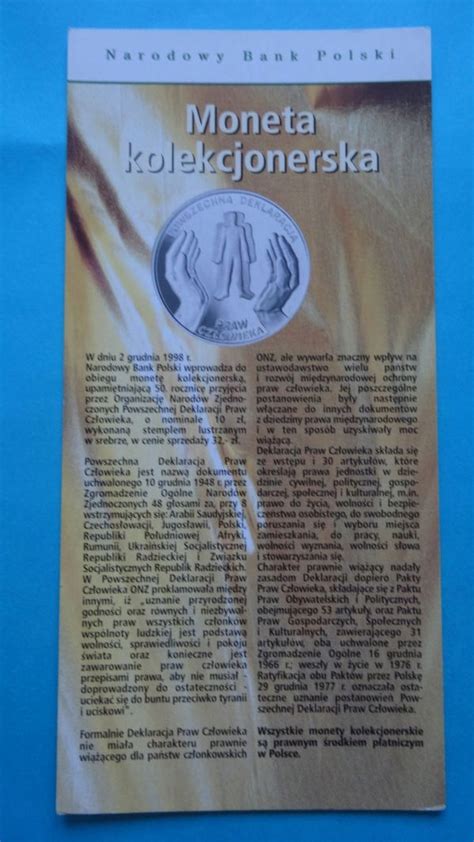 Narodowy Bank Polski
Moneta
kolekcjonerska
POWSZECHNA DEKLARACJA
PRAW
CZŁOWIEKA
W dniu 2 grudnia 1998 r.
Narodowy Bank Polski wprowadza do
obiegu monetę kolekcjonerską,
upamiętniającą 50. rocznicę przyjęcia
przez Organizację Narodów Zjedno-
czonych Powszechnej Deklaracji Praw
Człowieka, o nominale 10 zł,
wykonaną stemplem lustrzanym
w srebrze, w cenie sprzedaży 32,- zł.
Powszechna Deklaracja Praw
Człowieka jest nazwą dokumentu
uchwalonego 10 grudnia 1948 r. przez
Zgromadzenie Ogólne Narodów
Zjednoczonych 48 głosami za, przy 8
wstrzymujących się: Arabii Saudyjskiej,
Czechosłowacji, Jugosławii, Polski,
Republiki Południowej Afryki,
Rumunii, Ukraińskiej Socjalistycznej
Republiki Radzieckiej i Związku
Socjalistycznych Republik Radzieckich.
W Powszechnej Deklaracji Praw
Człowieka ONZ proklamowała między
innymi, iż „uznanie przyrodzonej
godności oraz równych i niezbywal-
nych praw wszystkich członków
wspólnoty ludzkiej jest podstawą
wolności, sprawiedliwości i pokoju
świata oraz konieczne jest
zawarowanie praw człowieka
przepisami prawa, aby nie musiał -
doprowadzony do ostateczności -
uciekać się do buntu przeciwko tyranii
i uciskowi".
Formalnie Deklaracja Praw Człowieka
nie miała charakteru prawnie
wiążącego dla państw członkowskich
ONZ, ale wywarła znaczny wpływ na
ustawodawstwo wielu państw
i rozwój międzynarodowej ochrony
praw człowieka. Jej poszczególne
postanowienia były następnie
włączane do innych dokumentów
z dziedziny prawa międzynarodowego
i w ten sposób uzyskiwały moc
wiążącą.
Deklaracja Praw Człowieka składa się
ze wstępu i 30 artykułów, które
określają prawa jednostki w dzie-
dzinie cywilnej, politycznej, gospo-
darczej, społecznej i kulturalnej, m.in.
prawo do życia, wolności i bezpie-
czeństwa osobistego, do swobodnego
poruszania się i wyboru miejsca
zamieszkania, do pracy, nauki,
wolności wyznania, wolności słowa
i stowarzyszania się.
Charakter prawnie wiążący nadały
zasadom Deklaracji dopiero Pakty
Praw Człowieka, składające się z Paktu
Praw Obywatelskich i Politycznych,
obejmującego 53 artykuły, oraz Paktu
Praw Gospodarczych, Społecznych
i Kulturalnych, zawierającego 31
artykułów, oba uchwalone przez
Zgromadzenie Ogólne 16 grudnia
1966 r.; weszły w życie w 1976 r.
Ratyfikacja obu Paktów przez Polskę
29 grudnia 1977 r. oznaczała osta-
teczne uznanie postanowień Pow-
szechnej Deklaracji Praw Człowieka.
Wszystkie monety kolekcjonerskie
są prawnym środkiem płatniczym
w Polsce.